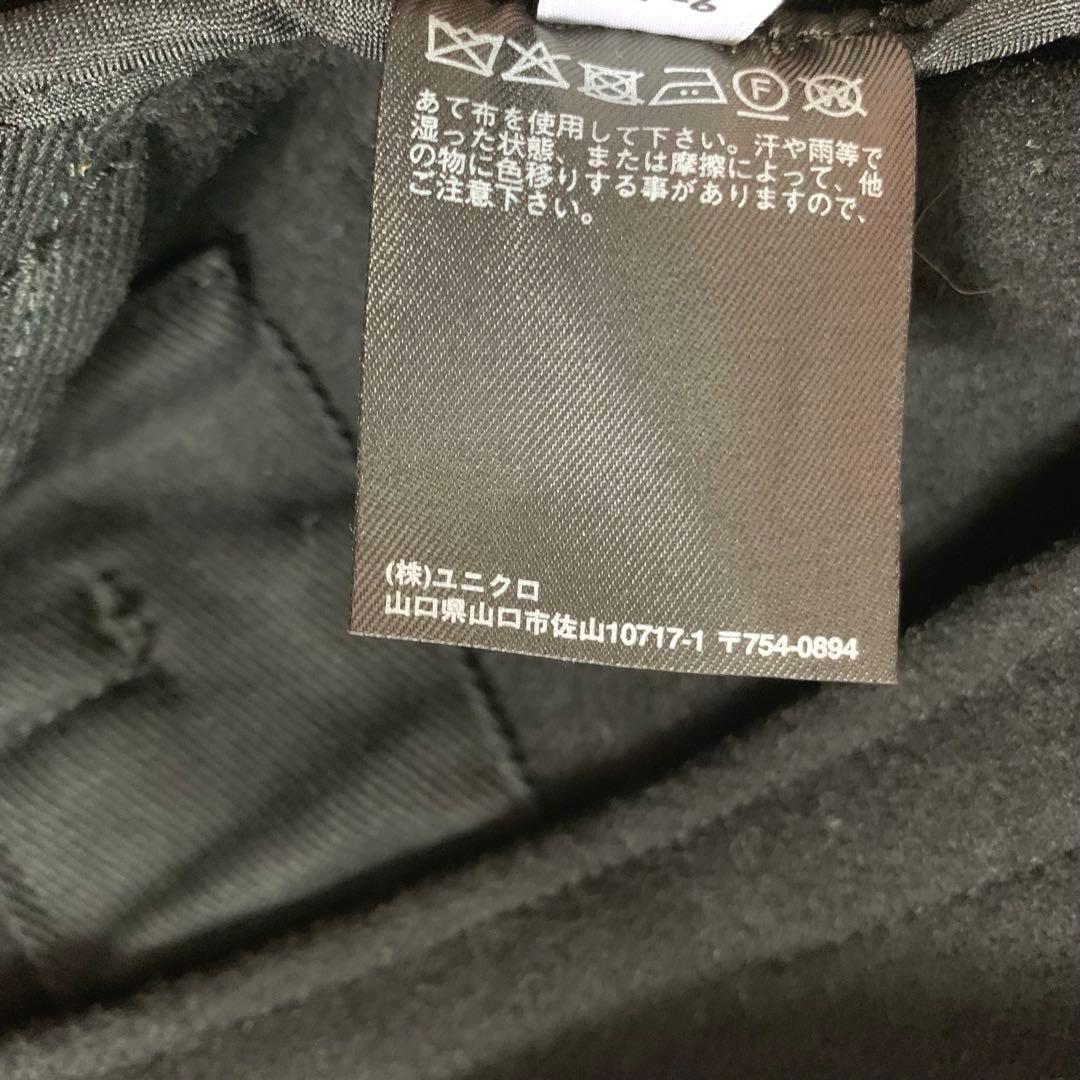 F W
あて布を使用して下さい。汗や雨等で
湿った状態、または摩擦によって、他
の物に色移りする事がありますので、
ご注意下さい。
(株)ユニクロ
山口県山口市佐山10717-1 〒754-0894